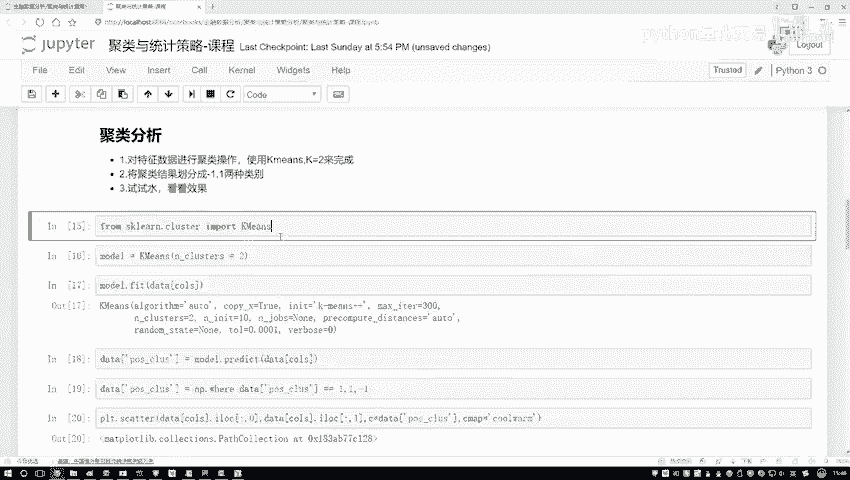 jupyter 聚类与统计策略-课程 Last Checkpoint: Last Sunday at 5:54 PM (unsaved changes)
Logout
File Edit View Insert Cell Kernel Widgets Help
Trusted
Python 3
Code
聚类分析
1.对特征数据进行聚类操作，使用Kmeans,K=2来完成
2.将聚类结果划分成-1,1两种类别
3.试试水，看看效果
In [15]: from sklearn.cluster import KMeans
In [16]: model = KMeans(n_clusters = 2)
In [17]: model.fit(data[cols])
Out[17]: KMeans(algorithm='auto', copy_x=True, init='k-means++', max_iter=300,
n_clusters=2, n_init=10, n_jobs=None, precompute_distances='auto',
random_state=None, tol=0.0001, verbose=0)
In [18]: data['pos_clus'] = model.predict(data[cols])
In [19]: data['pos_clus'] = np.where(data['pos_clus'] == 1,1,-1
In [20]: plt.scatter(data[cols].iloc[:,0],data[cols].iloc[:,1],c=data['pos_clus'],cmap='coolwarm')
Out[20]: <matplotlib.collections.PathCollection at 0x183ab77c128>